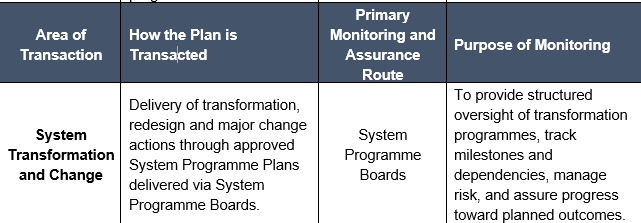 Area of
Transaction
How the Plan is
Transacted
Primary
Monitoring and
Assurance
Route
Purpose of Monitoring
System
Transformation
and Change
Delivery of transformation,
redesign and major change
actions through approved
System Programme Plans
delivered via System
Programme Boards.
System
Programme
Boards
To provide structured
oversight of transformation
programmes, track
milestones and
dependencies, manage
risk, and assure progress
toward planned outcomes.